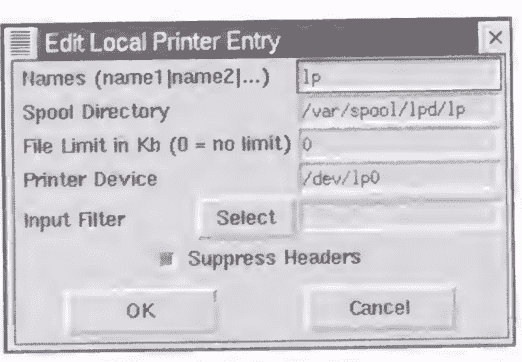 Edit Local Printer Entry
Names (name1|name2|...) lp
Spool Directory /var/spool/lpd/lp
File Limit in Kb (0 = no limit) 0
Printer Device /dev/lp0
Input Filter Select
Suppress Headers
OK Cancel